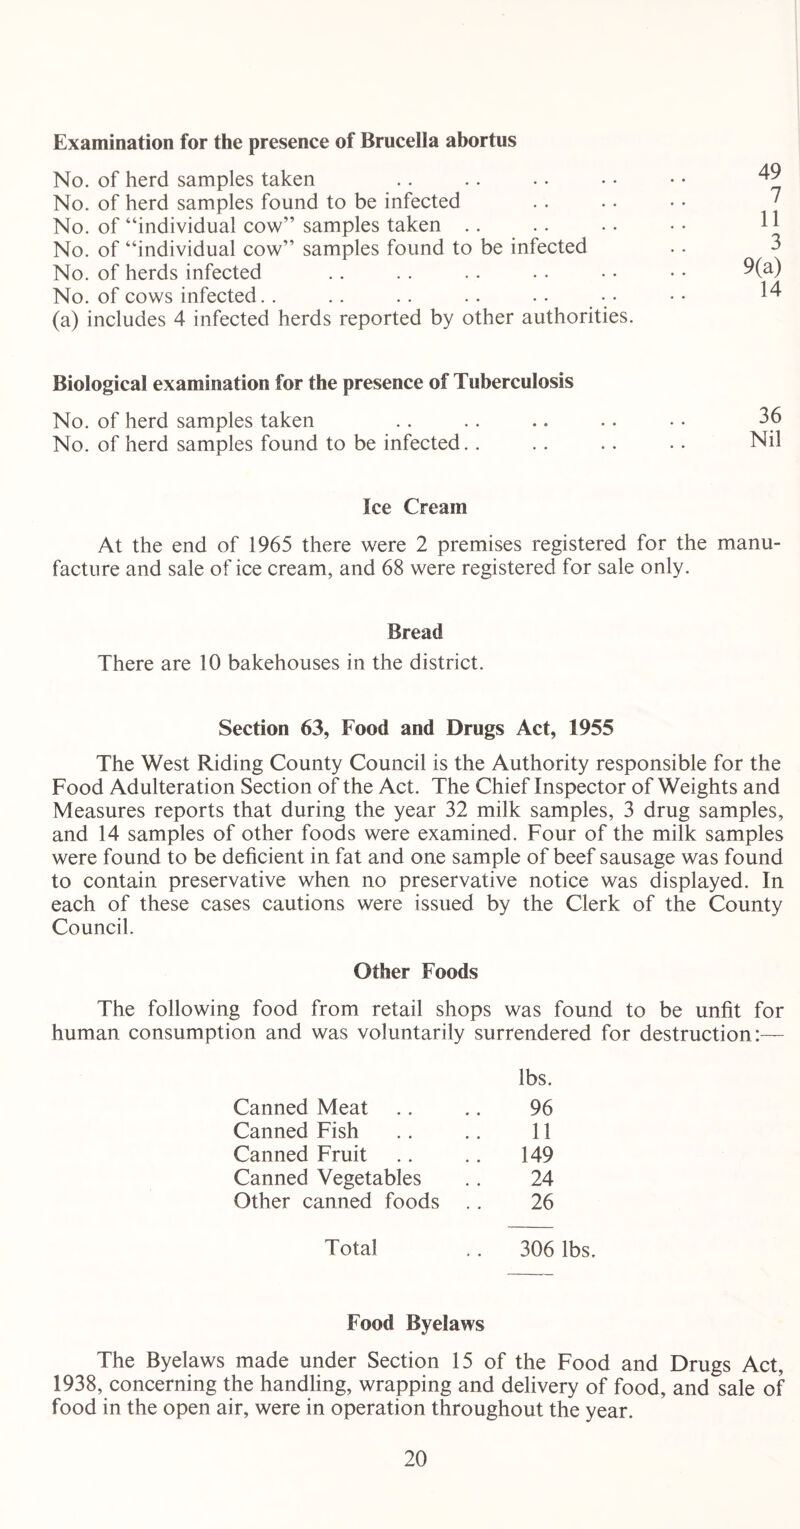 Examination for the presence of Brucella abortus
No. of herd samples taken .. .. .. .. .. 49
No. of herd samples found to be infected .. .. .. 7
No. of “individual cow” samples taken .. .. .. .. 11
No. of “individual cow” samples found to be infected .. 3
No. of herds infected .. .. .. .. .. .. 9(a)
No. of cows infected.. .. .. .. .. .. .. 14
(a) includes 4 infected herds reported by other authorities.
Biological examination for the presence of Tuberculosis
No. of herd samples taken .. .. .. .. .. 36
No. of herd samples found to be infected.. .. .. .. Nil
Ice Cream
At the end of 1965 there were 2 premises registered for the manu-
facture and sale of ice cream, and 68 were registered for sale only.
Bread
There are 10 bakehouses in the district.
Section 63, Food and Drugs Act, 1955
The West Riding County Council is the Authority responsible for the
Food Adulteration Section of the Act. The Chief Inspector of Weights and
Measures reports that during the year 32 milk samples, 3 drug samples,
and 14 samples of other foods were examined. Four of the milk samples
were found to be deficient in fat and one sample of beef sausage was found
to contain preservative when no preservative notice was displayed. In
each of these cases cautions were issued by the Clerk of the County
Council.
Other Foods
The following food from retail shops was found to be unfit for
human consumption and was voluntarily surrendered for destruction:—
lbs.
Canned Meat .. .. 96
Canned Fish .. .. 11
Canned Fruit .. .. 149
Canned Vegetables .. 24
Other canned foods .. 26
Total .. 306 lbs.
Food Byelaws
The Byelaws made under Section 15 of the Food and Drugs Act,
1938, concerning the handling, wrapping and delivery of food, and sale of
food in the open air, were in operation throughout the year.
20